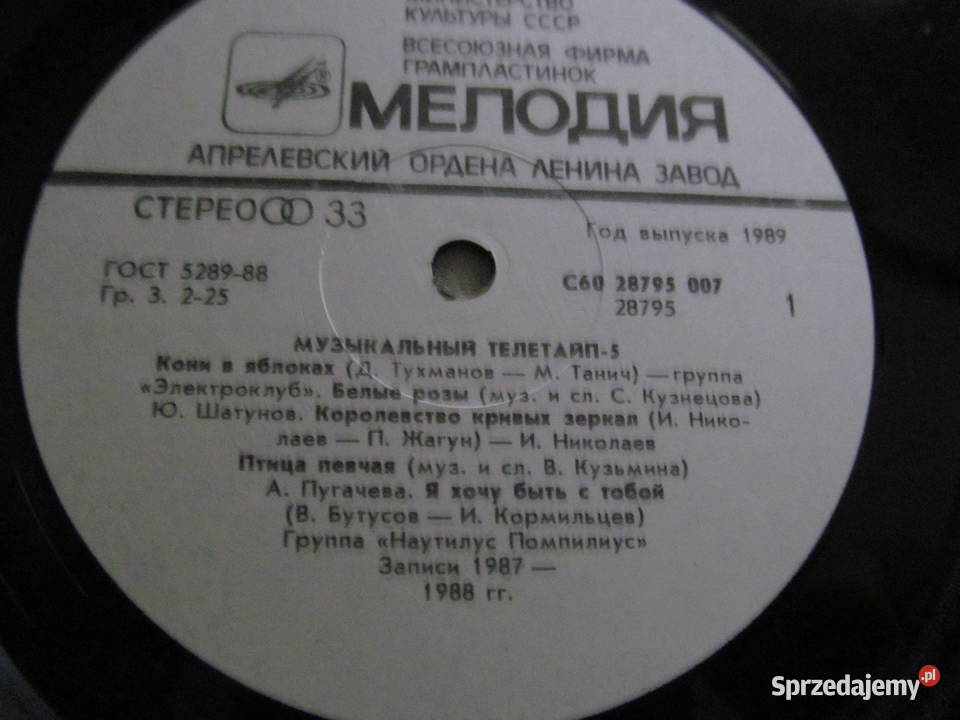 МИНИСТЕРСТВО
КУЛЬТУРЫ СССР
ВСЕСОЮЗНАЯ ФИРМА
ГРАМПЛАСТИНОК
МЕЛОДИЯ
АПРЕЛЕВСКИЙ ОРДЕНА ЛЕНИНА ЗАВОД
СТЕРЕО 33
Год выпуска 1989
ГОСТ 5289-88
Гр. 3. 2-25
С60 28795 007
28795
1
МУЗЫКАЛЬНЫЙ ТЕЛЕТАЙП-5
Кони в яблоках (Д. Тухманов — М. Танич) — группа
«Электроклуб». Белые розы (муз. и сл. С. Кузнецова)
Ю. Шатунов. Королевство кривых зеркал (И. Нико-
лаев — П. Жагун) — И. Николаев
Птица певчая (муз. и сл. В. Кузьмина)
А. Пугачева. Я хочу быть с тобой
(В. Бутусов — И. Кормильцев)
Группа «Наутилус Помпилиус»
Записи 1987 —
1988 гг.
Sprzedajemy.pl